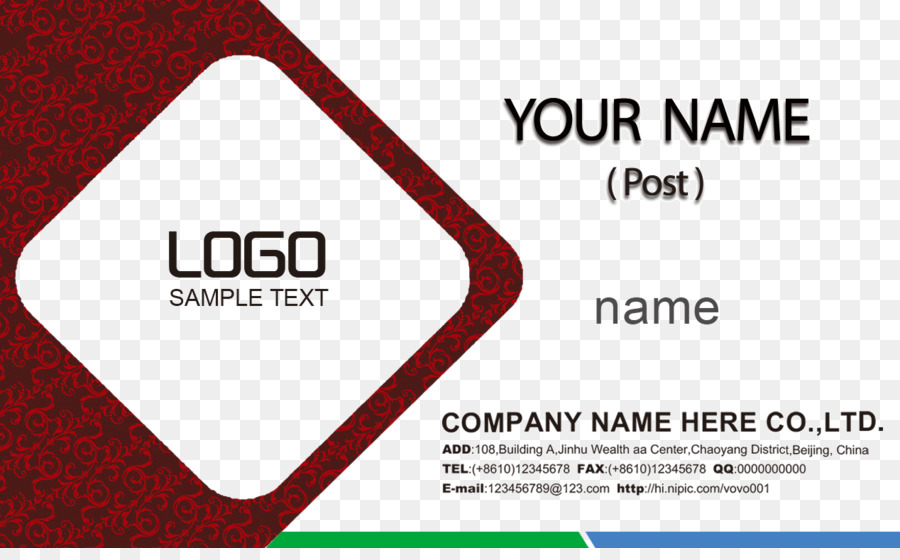 YOUR NAME
( Post )
LOGO
SAMPLE TEXT
name
COMPANY NAME HERE CO.,LTD.
ADD:108,Building A,Jinhu Wealth aa Center,Chaoyang District,Beijing, China
TEL:(+8610)12345678 FAX:(+8610)12345678 QQ:0000000000
E-mail:123456789@123.com http://hi.nipic.com/vovo001